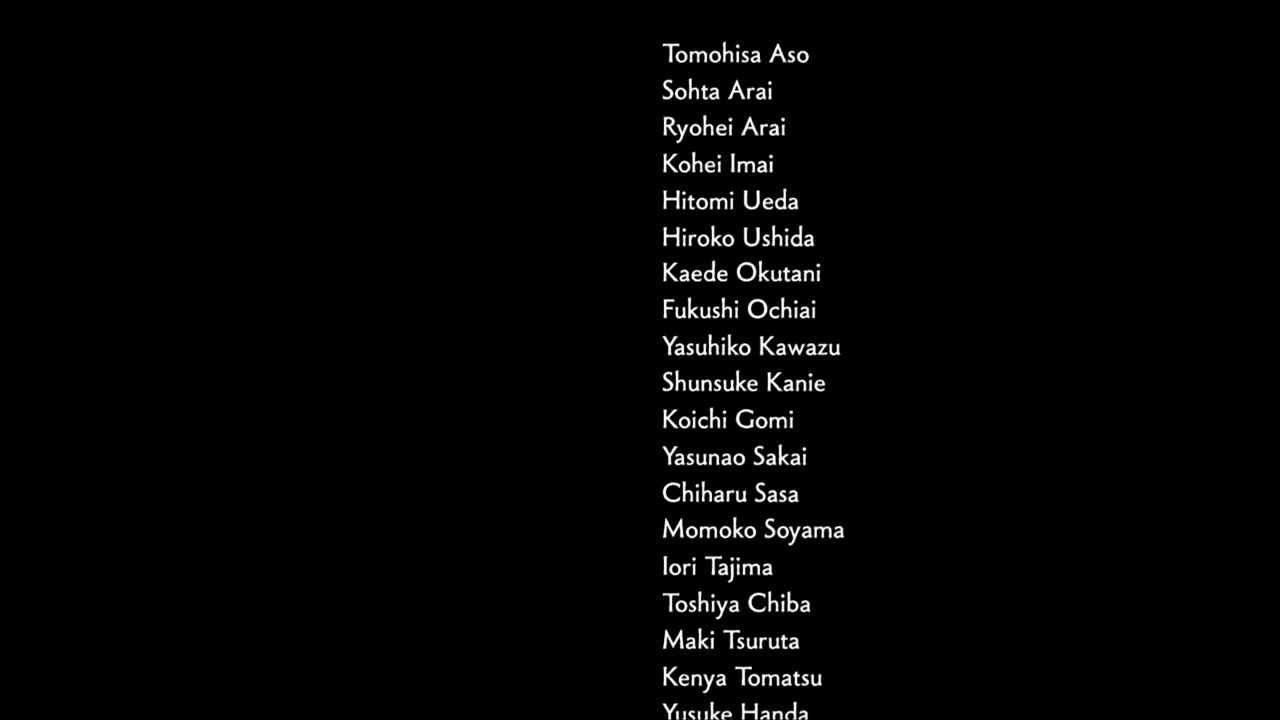 Tomohisa Aso
Sohta Arai
Ryohei Arai
Kohei Imai
Hitomi Ueda
Hiroko Ushida
Kaede Okutani
Fukushi Ochiai
Yasuhiko Kawazu
Shunsuke Kanie
Koichi Gomi
Yasunao Sakai
Chiharu Sasa
Momoko Soyama
Iori Tajima
Toshiya Chiba
Maki Tsuruta
Kenya Tomatsu
Yusuke Handa